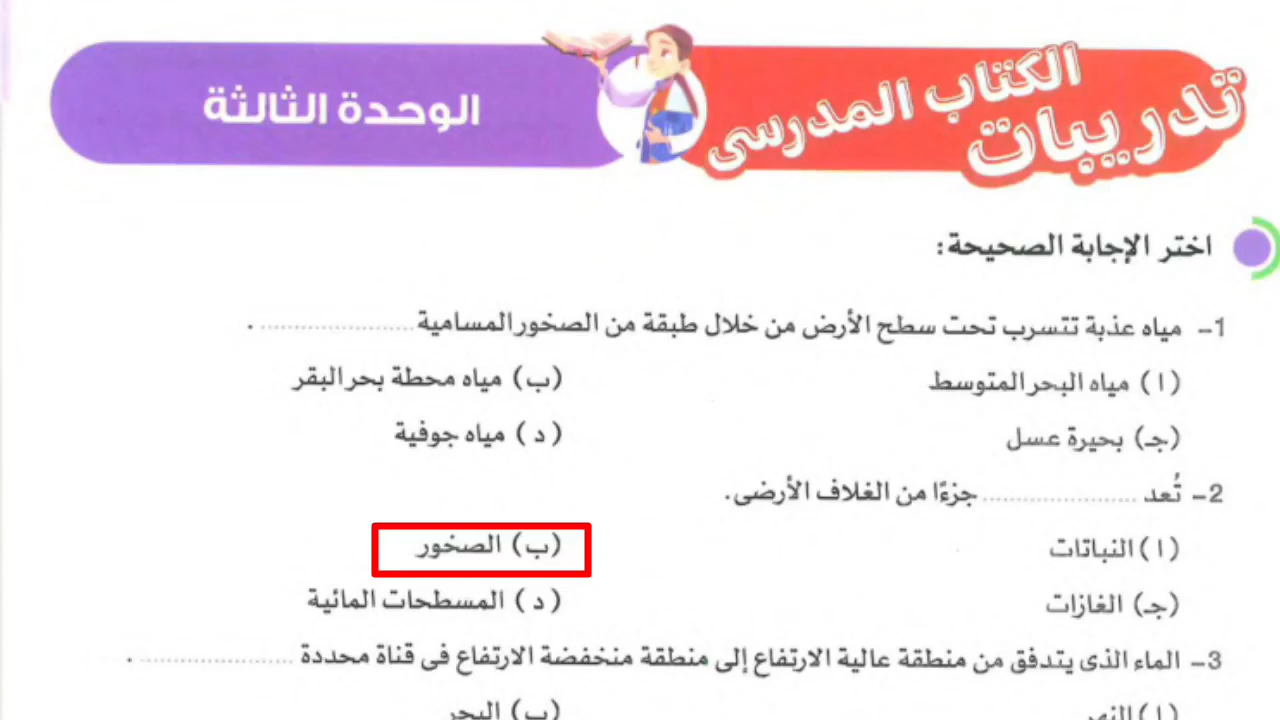 تدريبات الكتاب المدرسى
الوحدة الثالثة
اختر الإجابة الصحيحة:
1- مياه عذبة تتسرب تحت سطح الأرض من خلال طبقة من الصخور المسامية .................... .
(ا) مياه البحر المتوسط (ب) مياه محطة بحر البقر
(جـ) بحيرة عسل (د) مياه جوفية
2- تُعد .................... جزءًا من الغلاف الأرضى.
(ا) النباتات (ب) الصخور
(جـ) الغازات (د) المسطحات المائية
3- الماء الذى يتدفق من منطقة عالية الارتفاع إلى منطقة منخفضة الارتفاع فى قناة محددة .................... .
(ا) النهر (ب) البحر